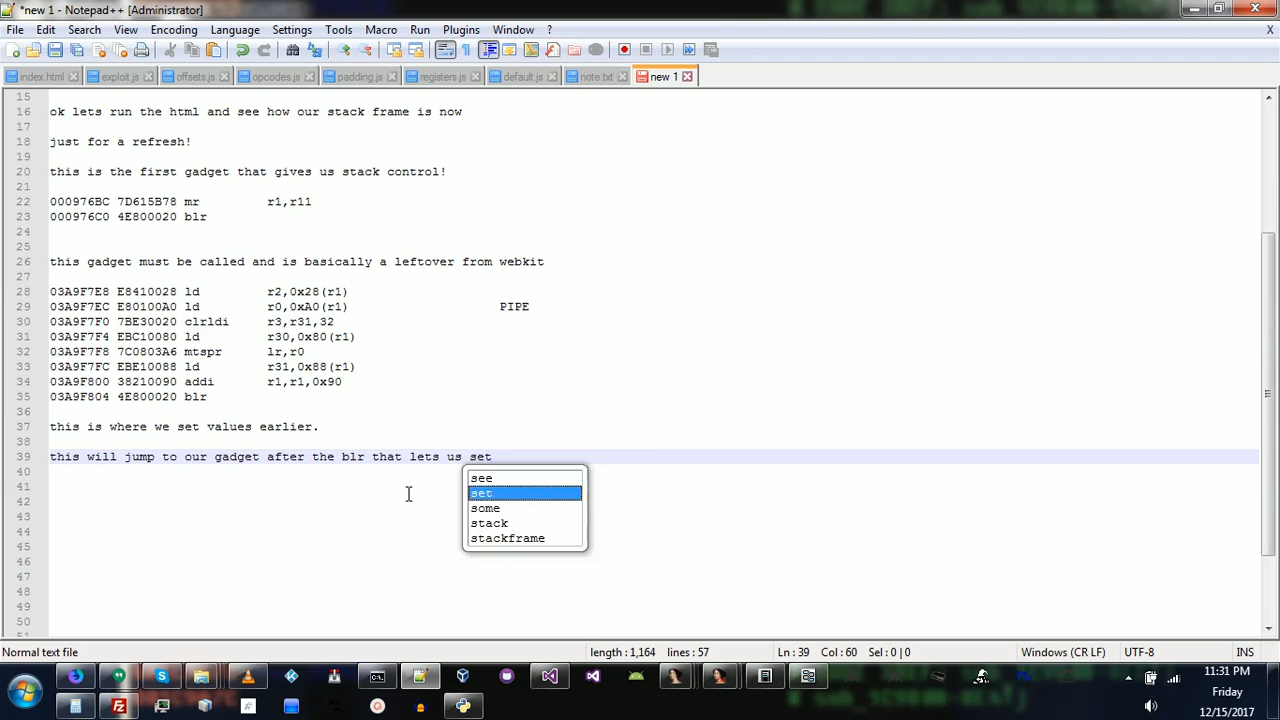 *new 1 - Notepad++ [Administrator]
File Edit Search View Encoding Language Settings Tools Macro Run Plugins Window ? X
index.html exploit.js offsets.js opcodes.js padding.js registers.js default.js note.txt new 1
15
16 ok lets run the html and see how our stack frame is now
17
18 just for a refresh!
19
20 this is the first gadget that gives us stack control!
21
22 000976BC 7D615B78 mr r1,r11
23 000976C0 4E800020 blr
24
25
26 this gadget must be called and is basically a leftover from webkit
27
28 03A9F7E8 E8410028 ld r2,0x28(r1)
29 03A9F7EC E80100A0 ld r0,0xA0(r1) PIPE
30 03A9F7F0 7BE30020 clrldi r3,r31,32
31 03A9F7F4 EBC10080 ld r30,0x80(r1)
32 03A9F7F8 7C0803A6 mtspr lr,r0
33 03A9F7FC EBE10088 ld r31,0x88(r1)
34 03A9F800 38210090 addi r1,r1,0x90
35 03A9F804 4E800020 blr
36
37 this is where we set values earlier.
38
39 this will jump to our gadget after the blr that lets us set
40 see
41 set
42 some
43 stack
44 stackframe
45
46
47
48
49
50
51
Normal text file length : 1,164 lines : 57 Ln : 39 Col : 60 Sel : 0 | 0 Windows (CR LF) UTF-8 INS
11:31 PM
Friday
12/15/2017